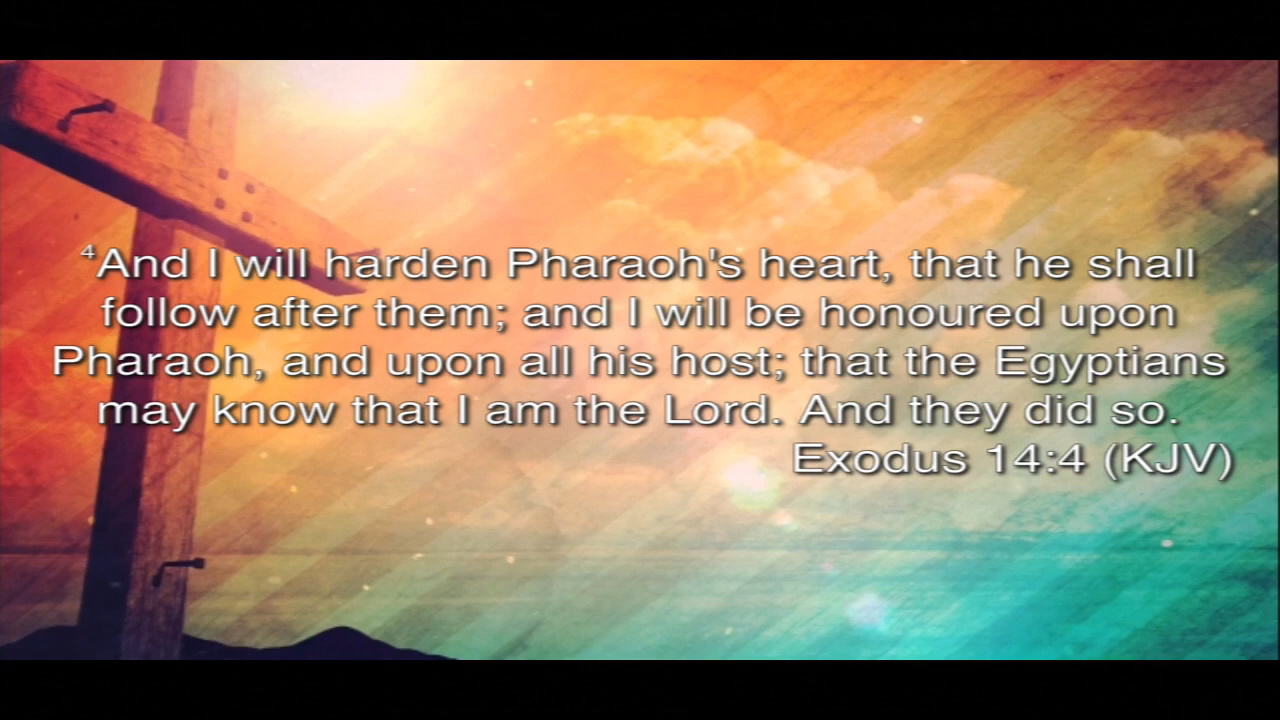 ⁴And I will harden Pharaoh's heart, that he shall
follow after them; and I will be honoured upon
Pharaoh, and upon all his host; that the Egyptians
may know that I am the Lord. And they did so.
Exodus 14:4 (KJV)